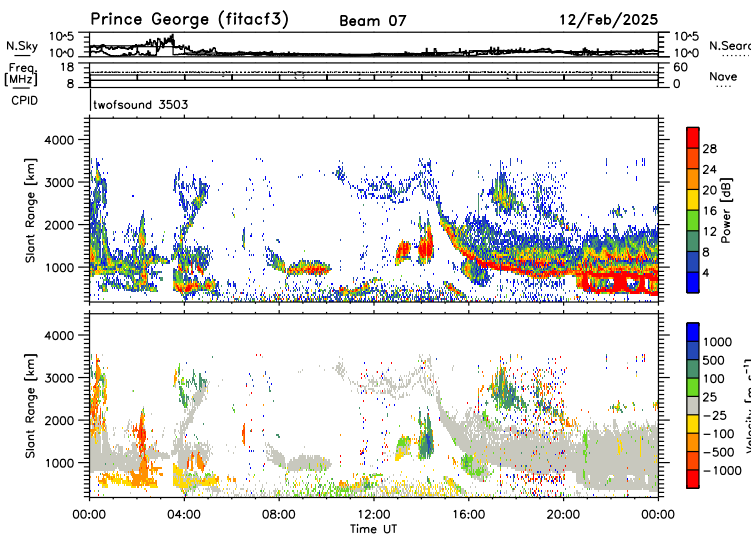 Prince George (fitacf3) Beam 07 12/Feb/2025
N.Sky 10^5 10^5 N.Searc
10^0 10^0
Freq 18 60 Nave
[MHz] 8 0
CPID twofsound 3503
Slant Range [km] 4000 3000 2000 1000
28
24
20
16
12
8
4
Power [dB]
Slant Range [km] 4000 3000 2000 1000
1000
500
100
25
-25
-100
-500
-1000
Velocity [m s⁻¹]
00:00 04:00 08:00 12:00 16:00 20:00 00:00
Time UT